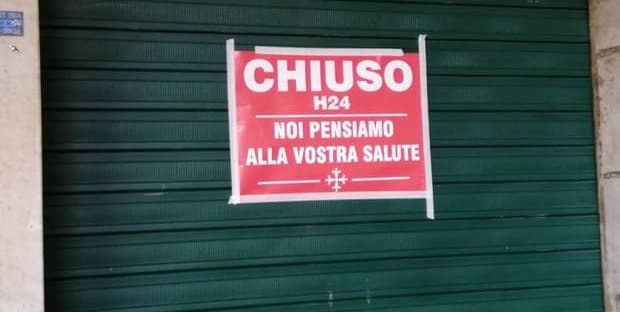 CHIUSO
H24
NOI PENSIAMO
ALLA VOSTRA SALUTE